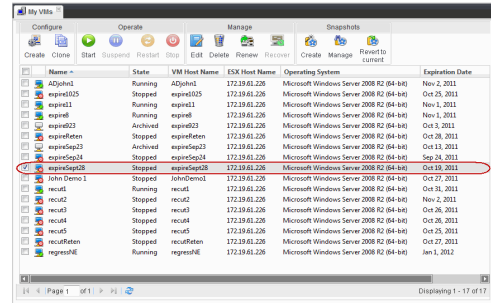 My VMs
Configure Operate Manage Snapshots
Create Clone Start Suspend Restart Stop Edit Delete Renew Recover Create Manage Revert to current
Name State VM Host Name ESX Host Name Operating System Expiration Date
ADjohn1 Running ADjohn1 172.19.61.226 Microsoft Windows Server 2008 R2 (64-bit) Nov 2, 2011
expire1025 Stopped expire1025 172.19.61.226 Microsoft Windows Server 2008 R2 (64-bit) Oct 25, 2011
expire11 Running expire11 172.19.61.226 Microsoft Windows Server 2008 R2 (64-bit) Nov 1, 2011
expire8 Running expire8 172.19.61.226 Microsoft Windows Server 2008 R2 (64-bit) Nov 1, 2011
expire923 Archived expire923 172.19.61.226 Microsoft Windows Server 2008 R2 (64-bit) Oct 3, 2011
expireReten Stopped expireReten 172.19.61.226 Microsoft Windows Server 2008 R2 (64-bit) Oct 28, 2011
expireSep23 Archived expireSep23 172.19.61.226 Microsoft Windows Server 2008 R2 (64-bit) Oct 13, 2011
expireSep24 Stopped expireSep24 172.19.61.226 Microsoft Windows Server 2008 R2 (64-bit) Sep 24, 2011
expireSept28 Stopped expireSept28 172.19.61.226 Microsoft Windows Server 2008 R2 (64-bit) Oct 19, 2011
John Demo 1 Stopped JohnDemo1 172.19.61.226 Microsoft Windows Server 2008 R2 (64-bit) Oct 27, 2011
recut1 Running recut1 172.19.61.226 Microsoft Windows Server 2008 R2 (64-bit) Oct 31, 2011
recut2 Running recut2 172.19.61.226 Microsoft Windows Server 2008 R2 (64-bit) Nov 2, 2011
recut3 Stopped recut3 172.19.61.226 Microsoft Windows Server 2008 R2 (64-bit) Oct 26, 2011
recut4 Stopped recut4 172.19.61.226 Microsoft Windows Server 2008 R2 (64-bit) Oct 26, 2011
recut5 Stopped recut5 172.19.61.226 Microsoft Windows Server 2008 R2 (64-bit) Oct 25, 2011
recutReten Stopped recutReten 172.19.61.226 Microsoft Windows Server 2008 R2 (64-bit) Oct 27, 2011
regressNE Running regressNE 172.19.61.226 Microsoft Windows Server 2008 R2 (64-bit) Jan 1, 2012
Page 1 of 1 Displaying 1 - 17 of 17